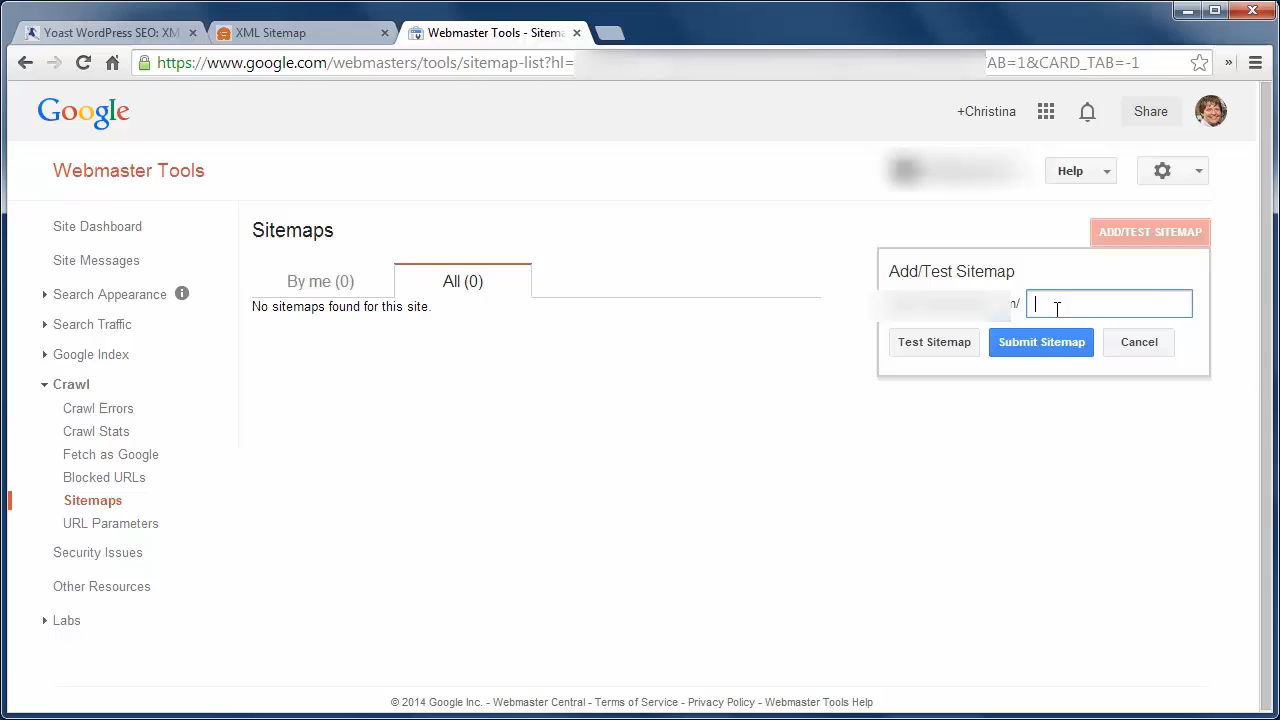 Yoast WordPress SEO: XM
XML Sitemap
Webmaster Tools - Sitema
https://www.google.com/webmasters/tools/sitemap-list?hl=
AB=1&CARD_TAB=-1
»
Google
+Christina
Share
Webmaster Tools
Help
Site Dashboard
Site Messages
Search Appearance
Search Traffic
Google Index
Crawl
Crawl Errors
Crawl Stats
Fetch as Google
Blocked URLs
Sitemaps
URL Parameters
Security Issues
Other Resources
Labs
Sitemaps
By me (0)
All (0)
No sitemaps found for this site.
ADD/TEST SITEMAP
Add/Test Sitemap
m/
Test Sitemap
Submit Sitemap
Cancel
© 2014 Google Inc. - Webmaster Central - Terms of Service - Privacy Policy - Webmaster Tools Help